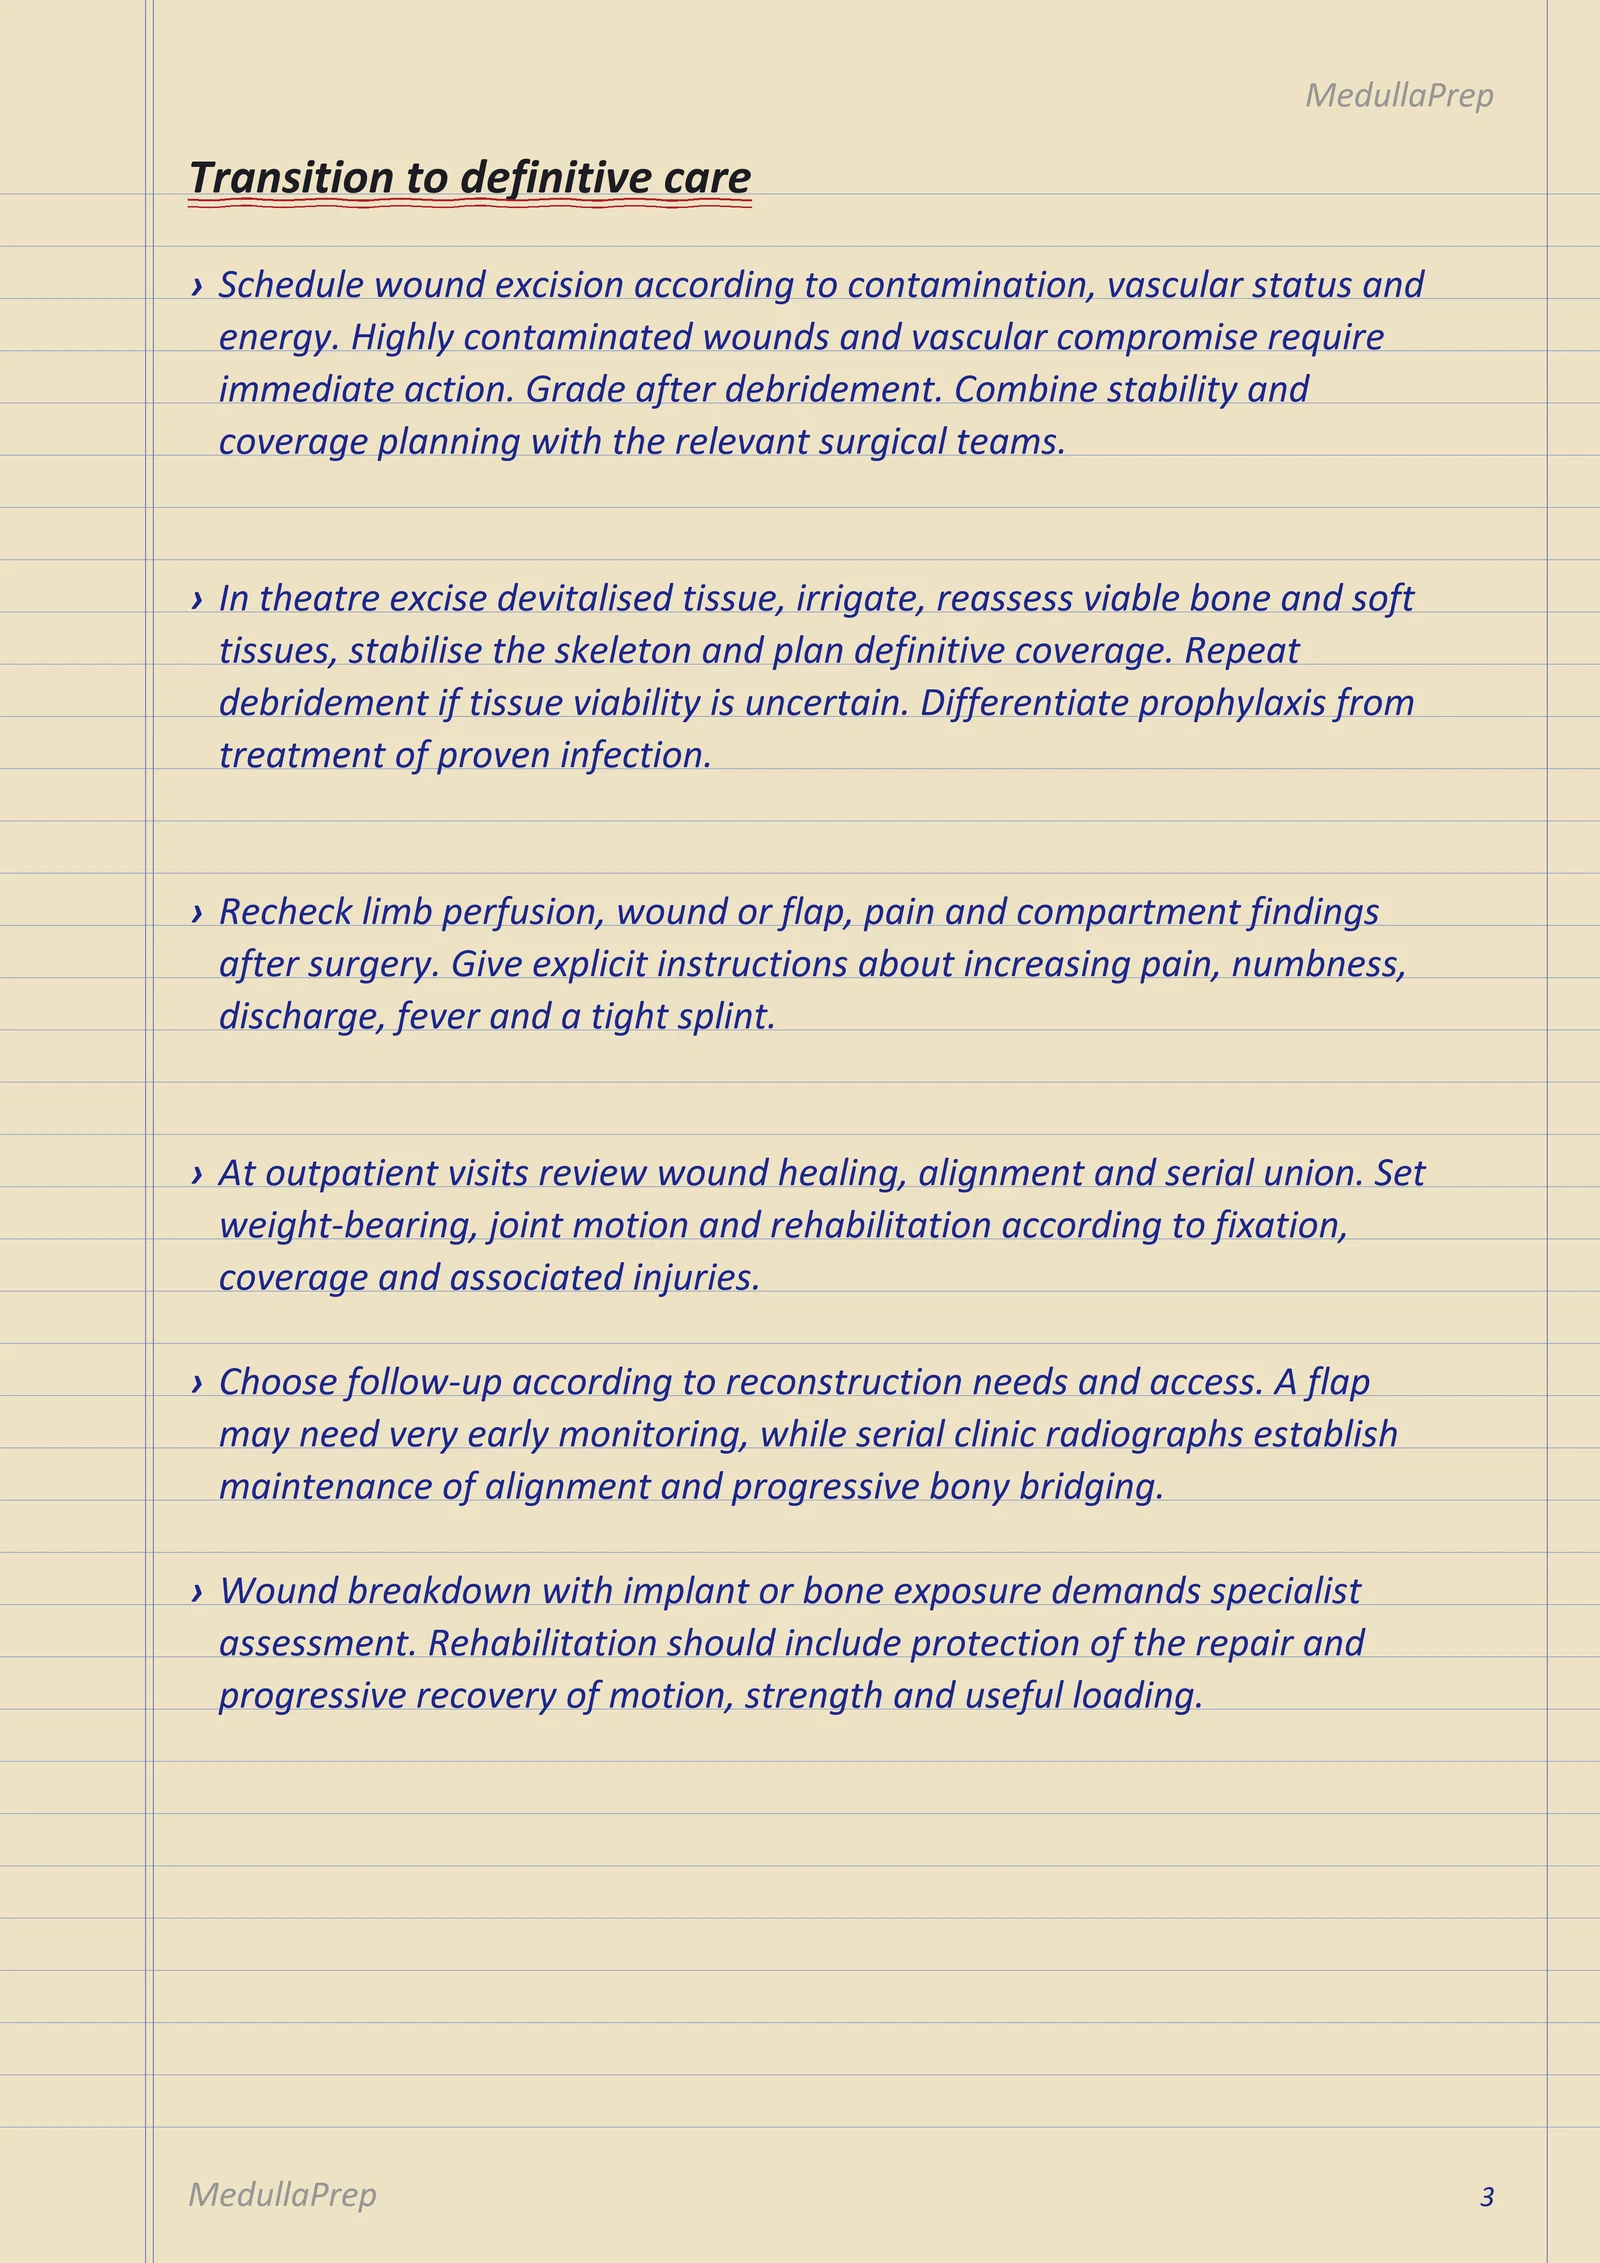 MedullaPrep
Transition to definitive care
› Schedule wound excision according to contamination, vascular status and
energy. Highly contaminated wounds and vascular compromise require
immediate action. Grade after debridement. Combine stability and
coverage planning with the relevant surgical teams.
› In theatre excise devitalised tissue, irrigate, reassess viable bone and soft
tissues, stabilise the skeleton and plan definitive coverage. Repeat
debridement if tissue viability is uncertain. Differentiate prophylaxis from
treatment of proven infection.
› Recheck limb perfusion, wound or flap, pain and compartment findings
after surgery. Give explicit instructions about increasing pain, numbness,
discharge, fever and a tight splint.
› At outpatient visits review wound healing, alignment and serial union. Set
weight-bearing, joint motion and rehabilitation according to fixation,
coverage and associated injuries.
› Choose follow-up according to reconstruction needs and access. A flap
may need very early monitoring, while serial clinic radiographs establish
maintenance of alignment and progressive bony bridging.
› Wound breakdown with implant or bone exposure demands specialist
assessment. Rehabilitation should include protection of the repair and
progressive recovery of motion, strength and useful loading.
MedullaPrep
3